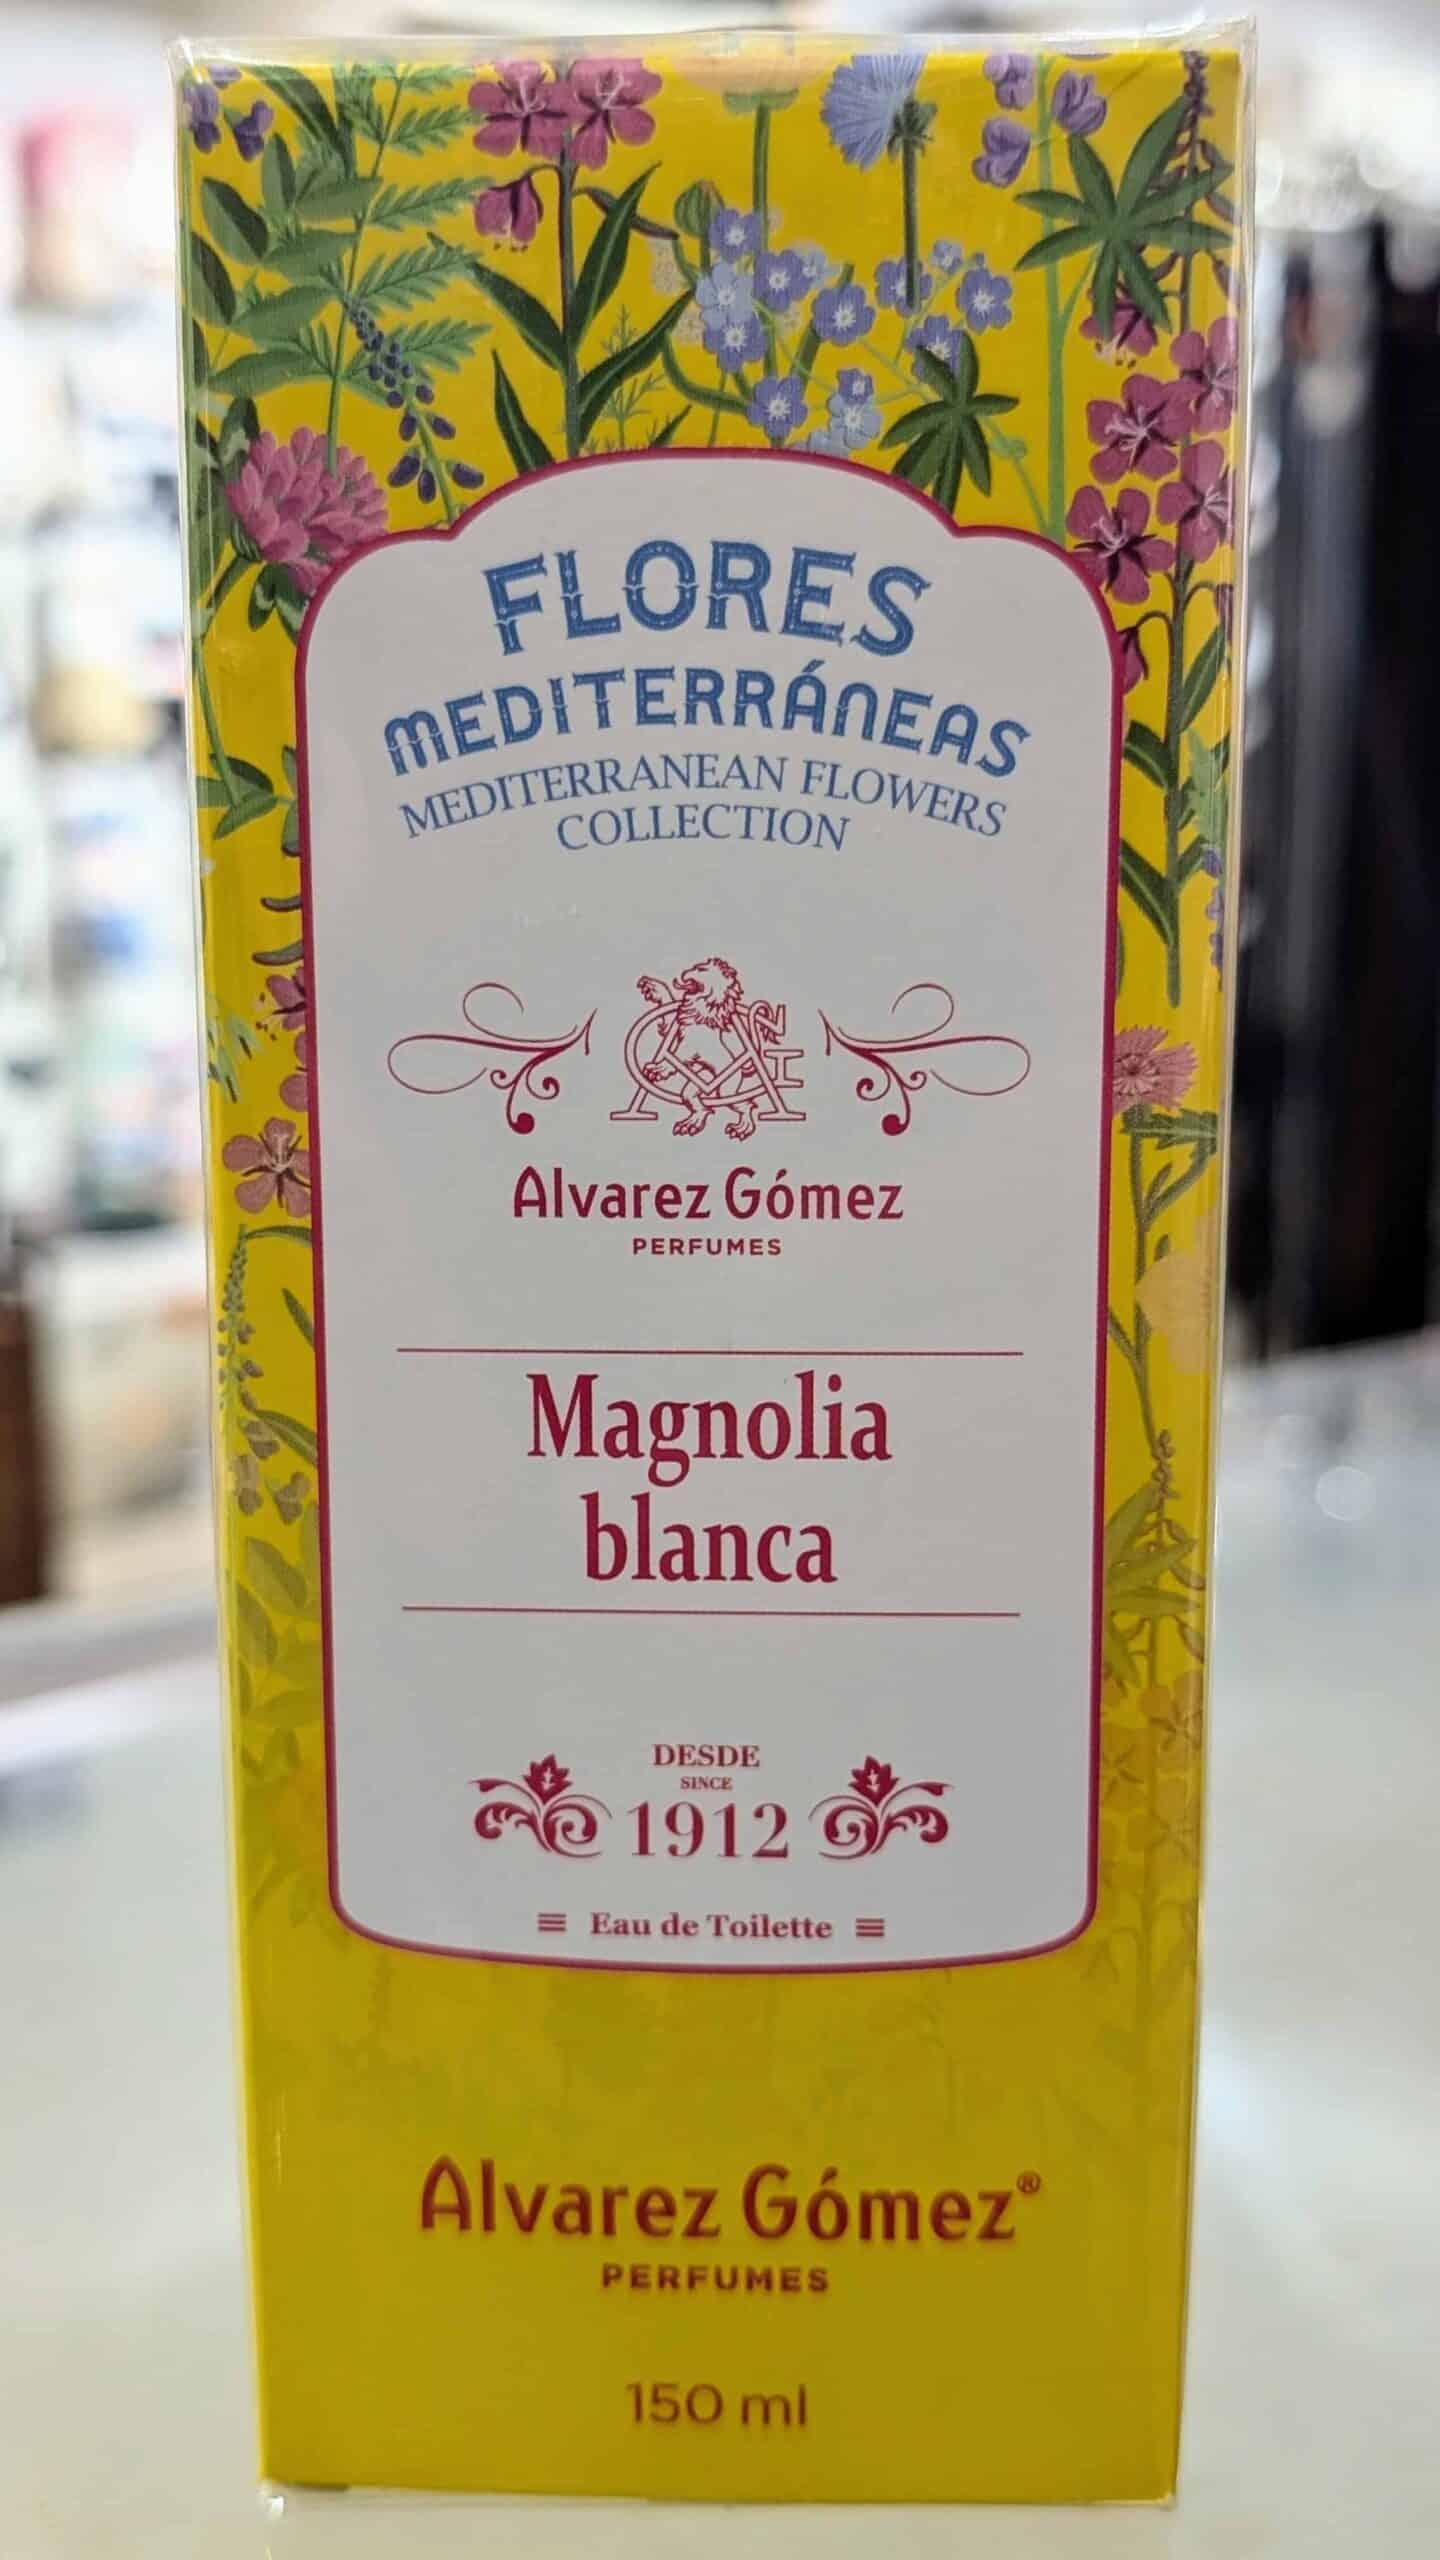 FLORES
MEDITERRÁNEAS
MEDITERRANEAN FLOWERS
COLLECTION
Alvarez Gómez
PERFUMES
Magnolia
blanca
DESDE
SINCE
1912
Eau de Toilette
Alvarez Gómez®
PERFUMES
150 ml